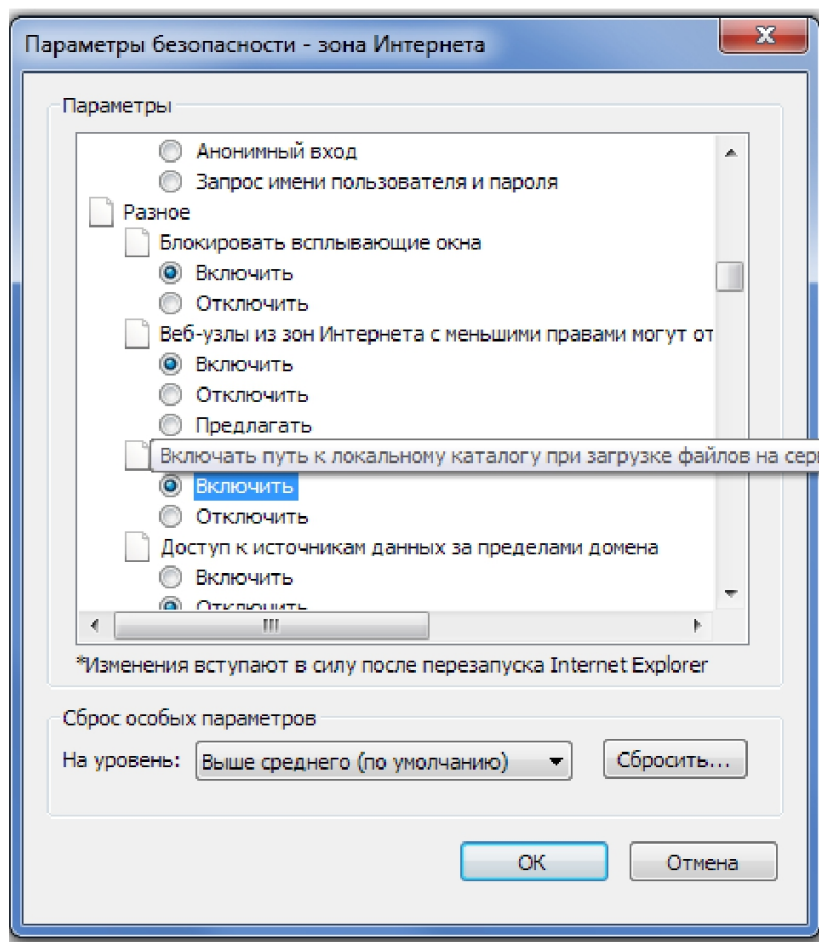 Параметры безопасности - зона Интернета
Параметры
Анонимный вход
Запрос имени пользователя и пароля
Разное
Блокировать всплывающие окна
Включить
Отключить
Веб-узлы из зон Интернета с меньшими правами могут от
Включить
Отключить
Предлагать
Включать путь к локальному каталогу при загрузке файлов на сер
Включить
Отключить
Доступ к источникам данных за пределами домена
Включить
Отключить
*Изменения вступают в силу после перезапуска Internet Explorer
Сброс особых параметров
На уровень:
Выше среднего (по умолчанию)
Сбросить...
ОК
Отмена